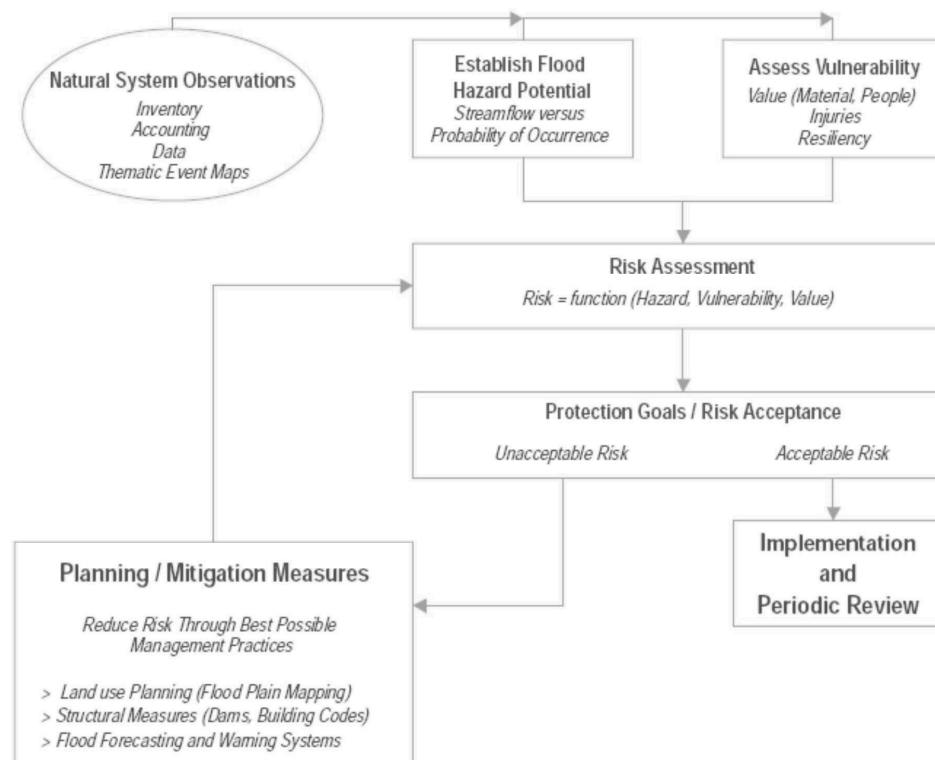 Natural System Observations
Inventory
Accounting
Data
Thematic Event Maps
Establish Flood
Hazard Potential
Streamflow versus
Probability of Occurrence
Assess Vulnerability
Value (Material, People)
Injuries
Resiliency
Risk Assessment
Risk = function (Hazard, Vulnerability, Value)
Protection Goals / Risk Acceptance
Unacceptable Risk
Acceptable Risk
Implementation
and
Periodic Review
Planning / Mitigation Measures
Reduce Risk Through Best Possible
Management Practices
> Land use Planning (Flood Plain Mapping)
> Structural Measures (Dams, Building Codes)
> Flood Forecasting and Warning Systems